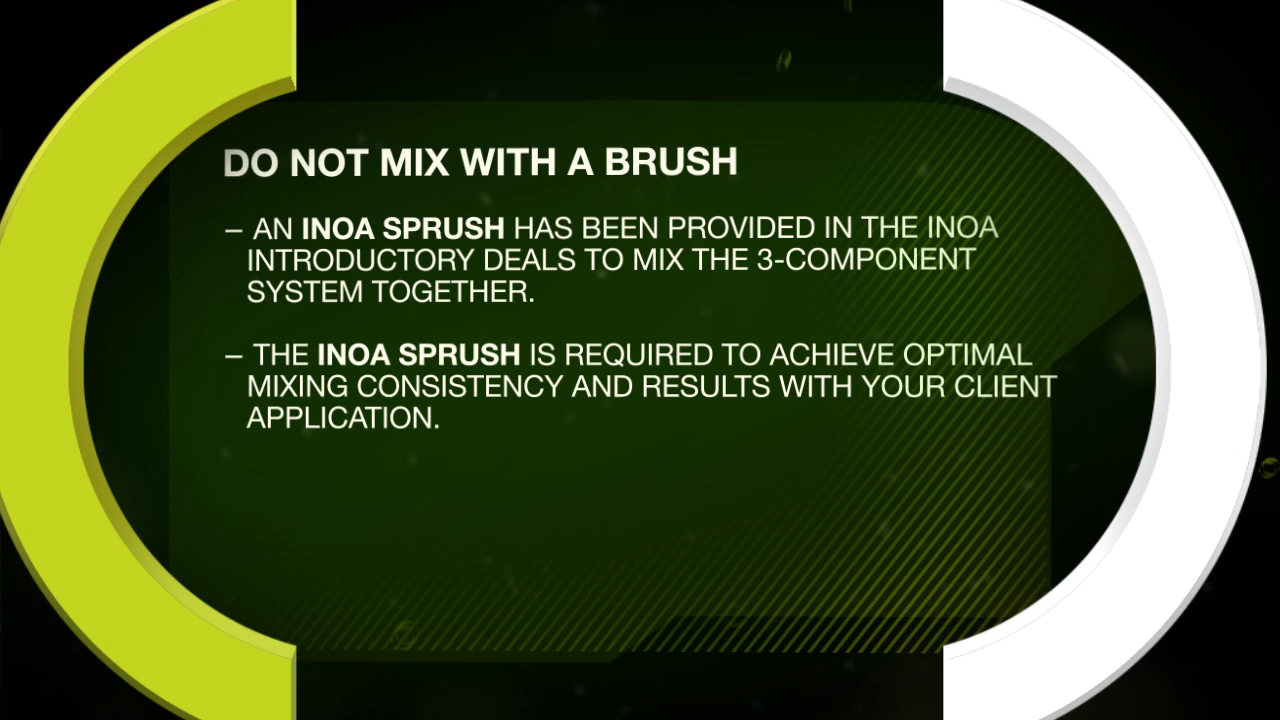 DO NOT MIX WITH A BRUSH
– AN INOA SPRUSH HAS BEEN PROVIDED IN THE INOA
INTRODUCTORY DEALS TO MIX THE 3-COMPONENT
SYSTEM TOGETHER.
– THE INOA SPRUSH IS REQUIRED TO ACHIEVE OPTIMAL
MIXING CONSISTENCY AND RESULTS WITH YOUR CLIENT
APPLICATION.